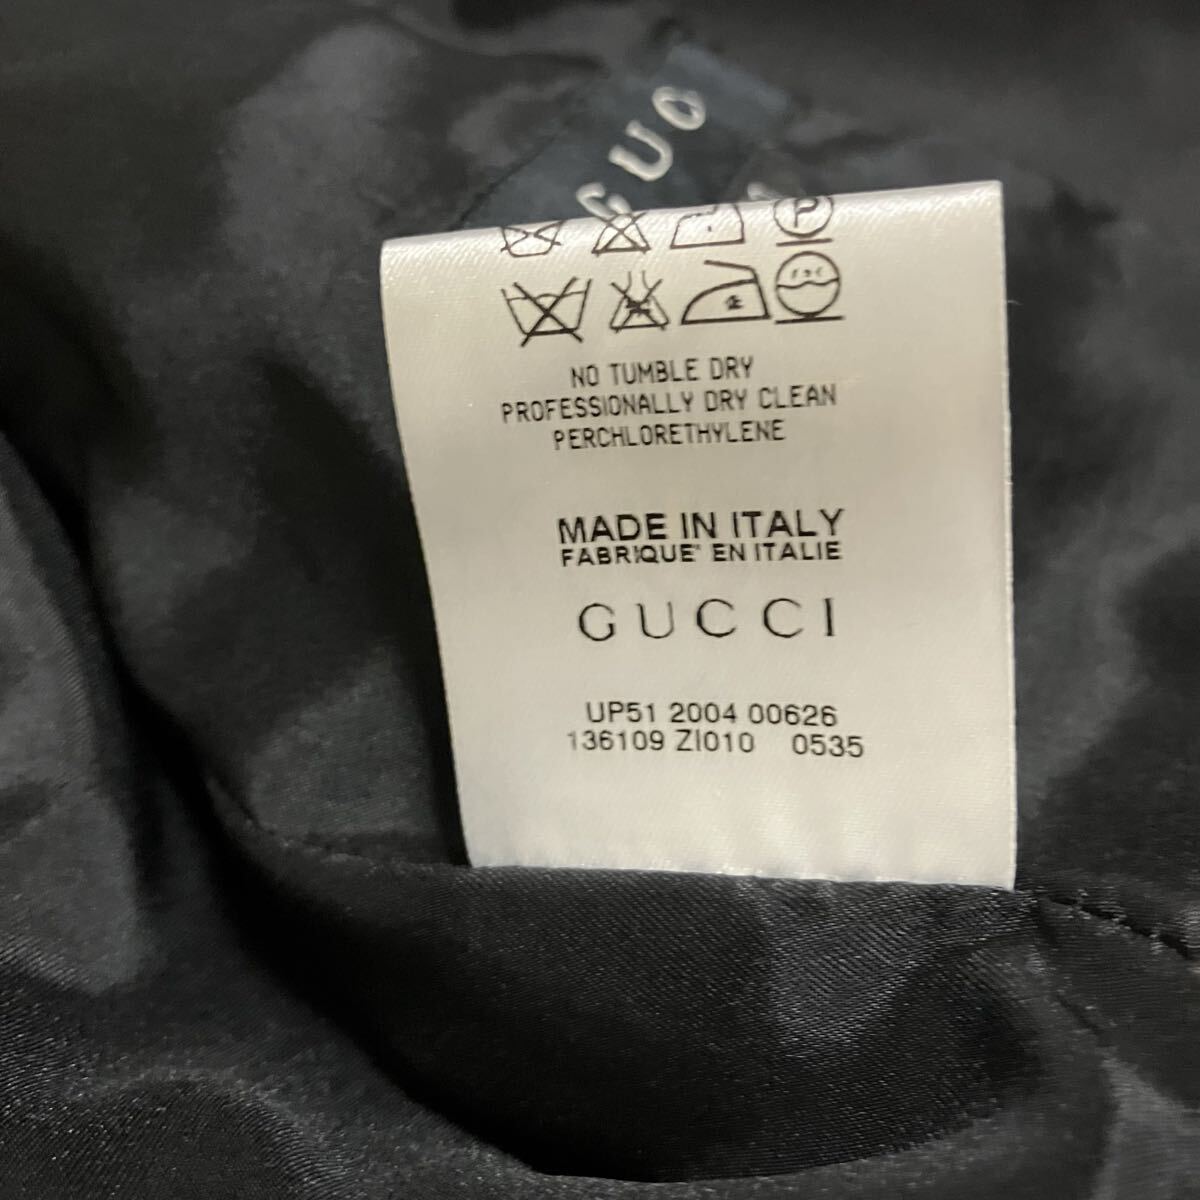 NO TUMBLE DRY
PROFESSIONALLY DRY CLEAN
PERCHLORETHYLENE
MADE IN ITALY
FABRIQUE' EN ITALIE
GUCCI
UP51 2004 00626
136109 ZI010 0535